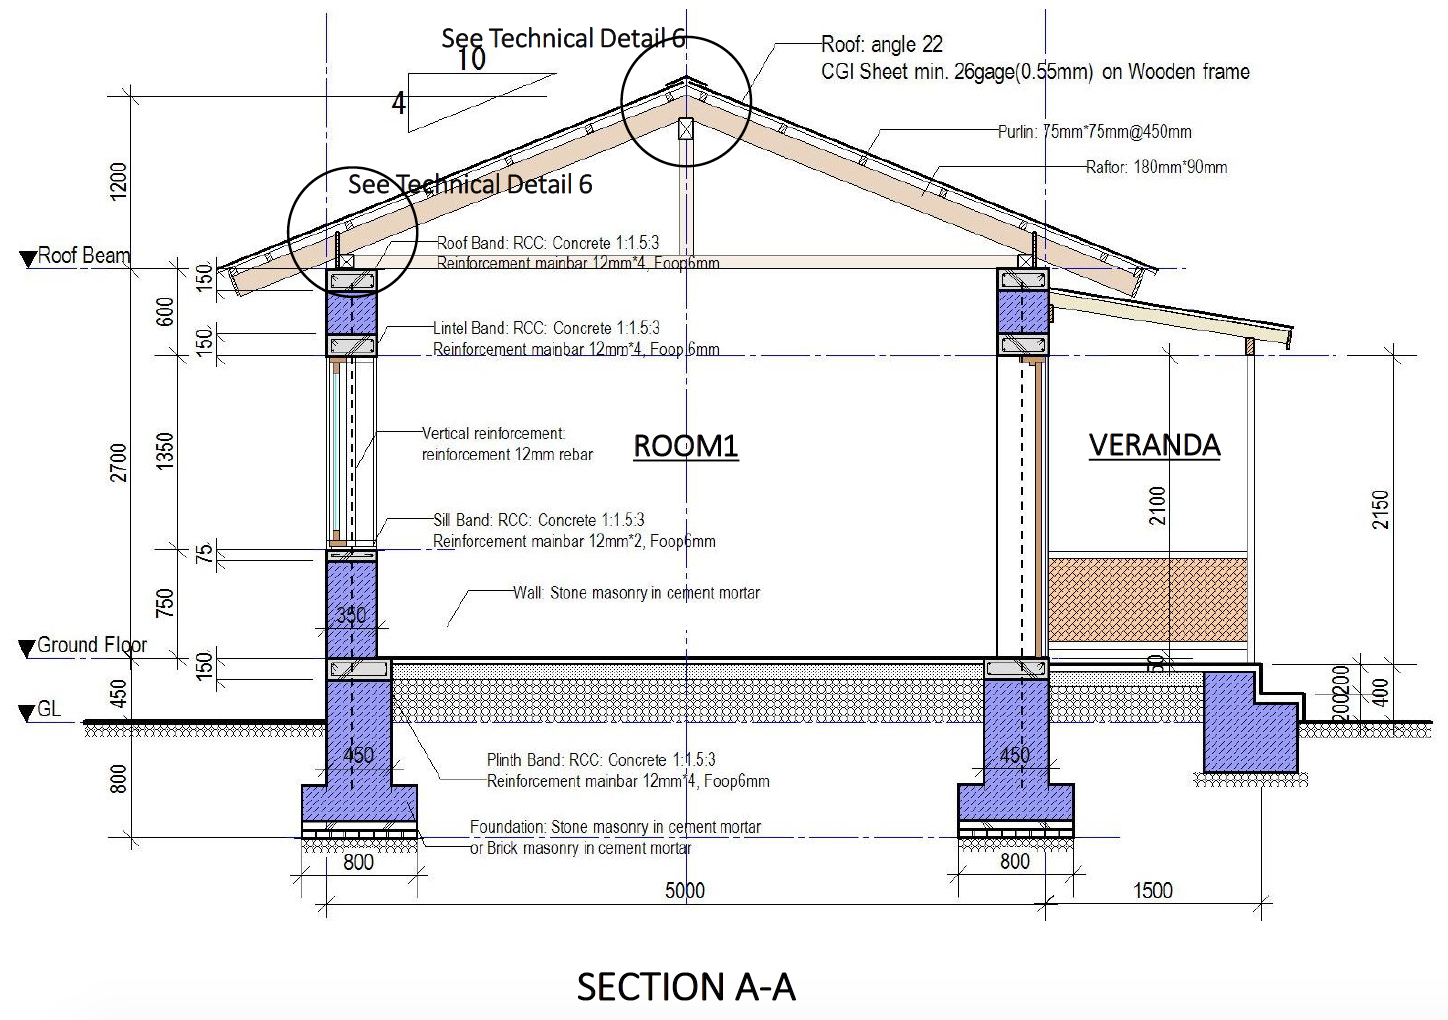 See Technical Detail 6
10
4
Roof: angle 22
CGI Sheet min. 26gage(0.55mm) on Wooden frame
Purlin: 75mm*75mm@450mm
Raftor: 180mm*90mm
1200
See Technical Detail 6
Roof Beam
Roof Band: RCC: Concrete 1:1.5:3
Reinforcement mainbar 12mm*4, Foop6mm
150
600
150
Lintel Band: RCC: Concrete 1:1.5:3
Reinforcement mainbar 12mm*4, Foop6mm
2700
1350
Vertical reinforcement:
reinforcement 12mm rebar
ROOM1
VERANDA
2100
2150
Sill Band: RCC: Concrete 1:1.5:3
Reinforcement mainbar 12mm*2, Foop6mm
75
750
Wall: Stone masonry in cement mortar
350
Ground Floor
150
50
450
200
200
400
GL
450
450
Plinth Band: RCC: Concrete 1:1.5:3
Reinforcement mainbar 12mm*4, Foop6mm
800
Foundation: Stone masonry in cement mortar
or Brick masonry in cement mortar
800
800
5000
1500
SECTION A-A